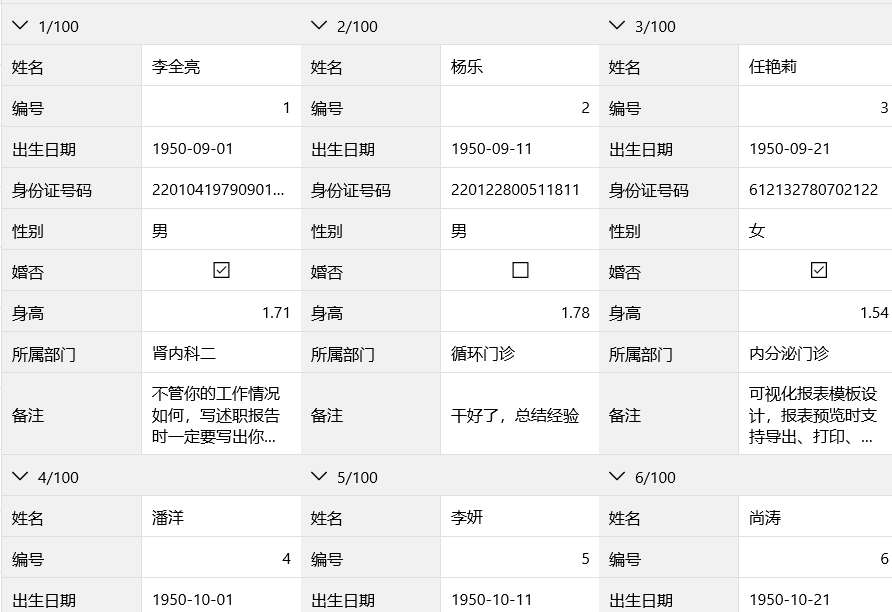 1/100 2/100 3/100
姓名 李全亮 姓名 杨乐 姓名 任艳莉
编号 1 编号 2 编号 3
出生日期 1950-09-01 出生日期 1950-09-11 出生日期 1950-09-21
身份证号码 22010419790901... 身份证号码 220122800511811 身份证号码 612132780702122
性别 男 性别 男 性别 女
婚否 婚否 婚否
身高 1.71 身高 1.78 身高 1.54
所属部门 肾内科二 所属部门 循环门诊 所属部门 内分泌门诊
备注 不管你的工作情况
如何，写述职报告
时一定要写出你...
备注 干好了，总结经验
备注 可视化报表模板设
计，报表预览时支
持导出、打印、...
4/100 5/100 6/100
姓名 潘洋 姓名 李妍 姓名 尚涛
编号 4 编号 5 编号 6
出生日期 1950-10-01 出生日期 1950-10-11 出生日期 1950-10-21